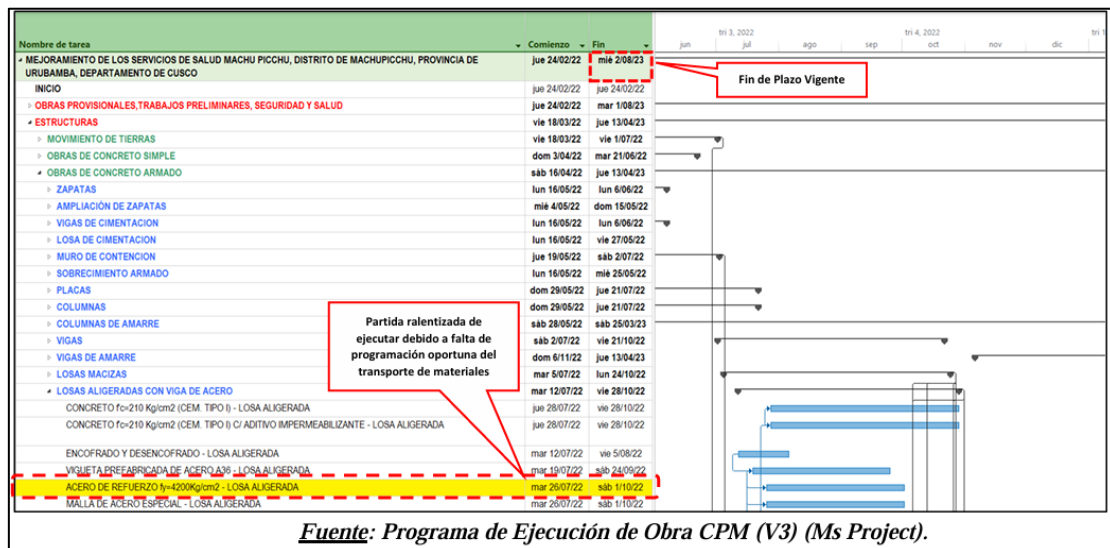 Nombre de tarea Comienzo Fin
tri 3, 2022 tri 4, 2022 tri 1
jun jul ago sep oct nov dic
MEJORAMIENTO DE LOS SERVICIOS DE SALUD MACHU PICCHU, DISTRITO DE MACHUPICCHU, PROVINCIA DE jue 24/02/22 mié 2/08/23
URUBAMBA, DEPARTAMENTO DE CUSCO
Fin de Plazo Vigente
INICIO jue 24/02/22 jue 24/02/22
OBRAS PROVISIONALES,TRABAJOS PRELIMINARES, SEGURIDAD Y SALUD jue 24/02/22 mar 1/08/23
ESTRUCTURAS vie 18/03/22 jue 13/04/23
MOVIMIENTO DE TIERRAS vie 18/03/22 vie 1/07/22
OBRAS DE CONCRETO SIMPLE dom 3/04/22 mar 21/06/22
OBRAS DE CONCRETO ARMADO sáb 16/04/22 jue 13/04/23
ZAPATAS lun 16/05/22 lun 6/06/22
AMPLIACIÓN DE ZAPATAS mié 4/05/22 dom 15/05/22
VIGAS DE CIMENTACION lun 16/05/22 lun 6/06/22
LOSA DE CIMENTACION lun 16/05/22 vie 27/05/22
MURO DE CONTENCION jue 19/05/22 sáb 2/07/22
SOBRECIMIENTO ARMADO lun 16/05/22 mié 25/05/22
PLACAS dom 29/05/22 jue 21/07/22
COLUMNAS dom 29/05/22 jue 21/07/22
COLUMNAS DE AMARRE sáb 28/05/22 sáb 25/03/23
VIGAS sáb 2/07/22 vie 21/10/22
VIGAS DE AMARRE dom 6/11/22 jue 13/04/23
LOSAS MACIZAS mar 5/07/22 lun 24/10/22
LOSAS ALIGERADAS CON VIGA DE ACERO mar 12/07/22 vie 28/10/22
Partida ralentizada de
ejecutar debido a falta de
programación oportuna del
transporte de materiales
CONCRETO f'c=210 Kg/cm2 (CEM. TIPO I) - LOSA ALIGERADA jue 28/07/22 vie 28/10/22
CONCRETO f'c=210 Kg/cm2 (CEM. TIPO I) C/ ADITIVO IMPERMEABILIZANTE - LOSA ALIGERADA jue 28/07/22 vie 28/10/22
ENCOFRADO Y DESENCOFRADO - LOSA ALIGERADA mar 12/07/22 vie 5/08/22
VIGUETA PREFABRICADA DE ACERO A36 - LOSA ALIGERADA mar 19/07/22 sáb 24/09/22
ACERO DE REFUERZO fy=4200Kg/cm2 - LOSA ALIGERADA mar 26/07/22 sáb 1/10/22
MALLA DE ACERO ESPECIAL - LOSA ALIGERADA mar 26/07/22 sáb 1/10/22
Fuente: Programa de Ejecución de Obra CPM (V3) (Ms Project).